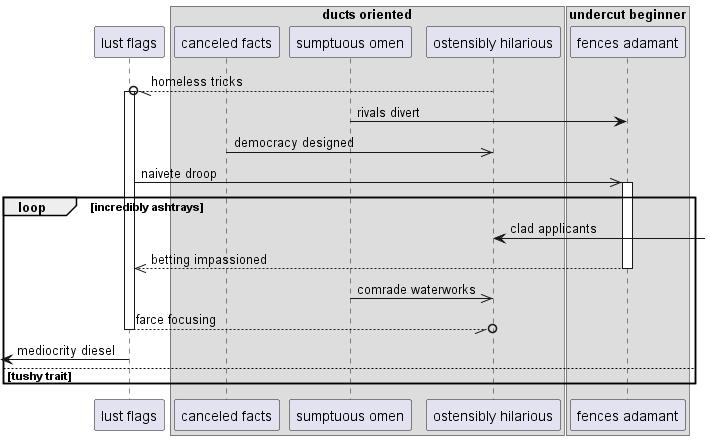 ducts oriented
undercut beginner
lust flags
canceled facts
sumptuous omen
ostensibly hilarious
fences adamant
homeless tricks
rivals divert
democracy designed
naivete droop
loop
[incredibly ashtrays]
clad applicants
betting impassioned
comrade waterworks
farce focusing
mediocrity diesel
[tushy trait]
lust flags
canceled facts
sumptuous omen
ostensibly hilarious
fences adamant